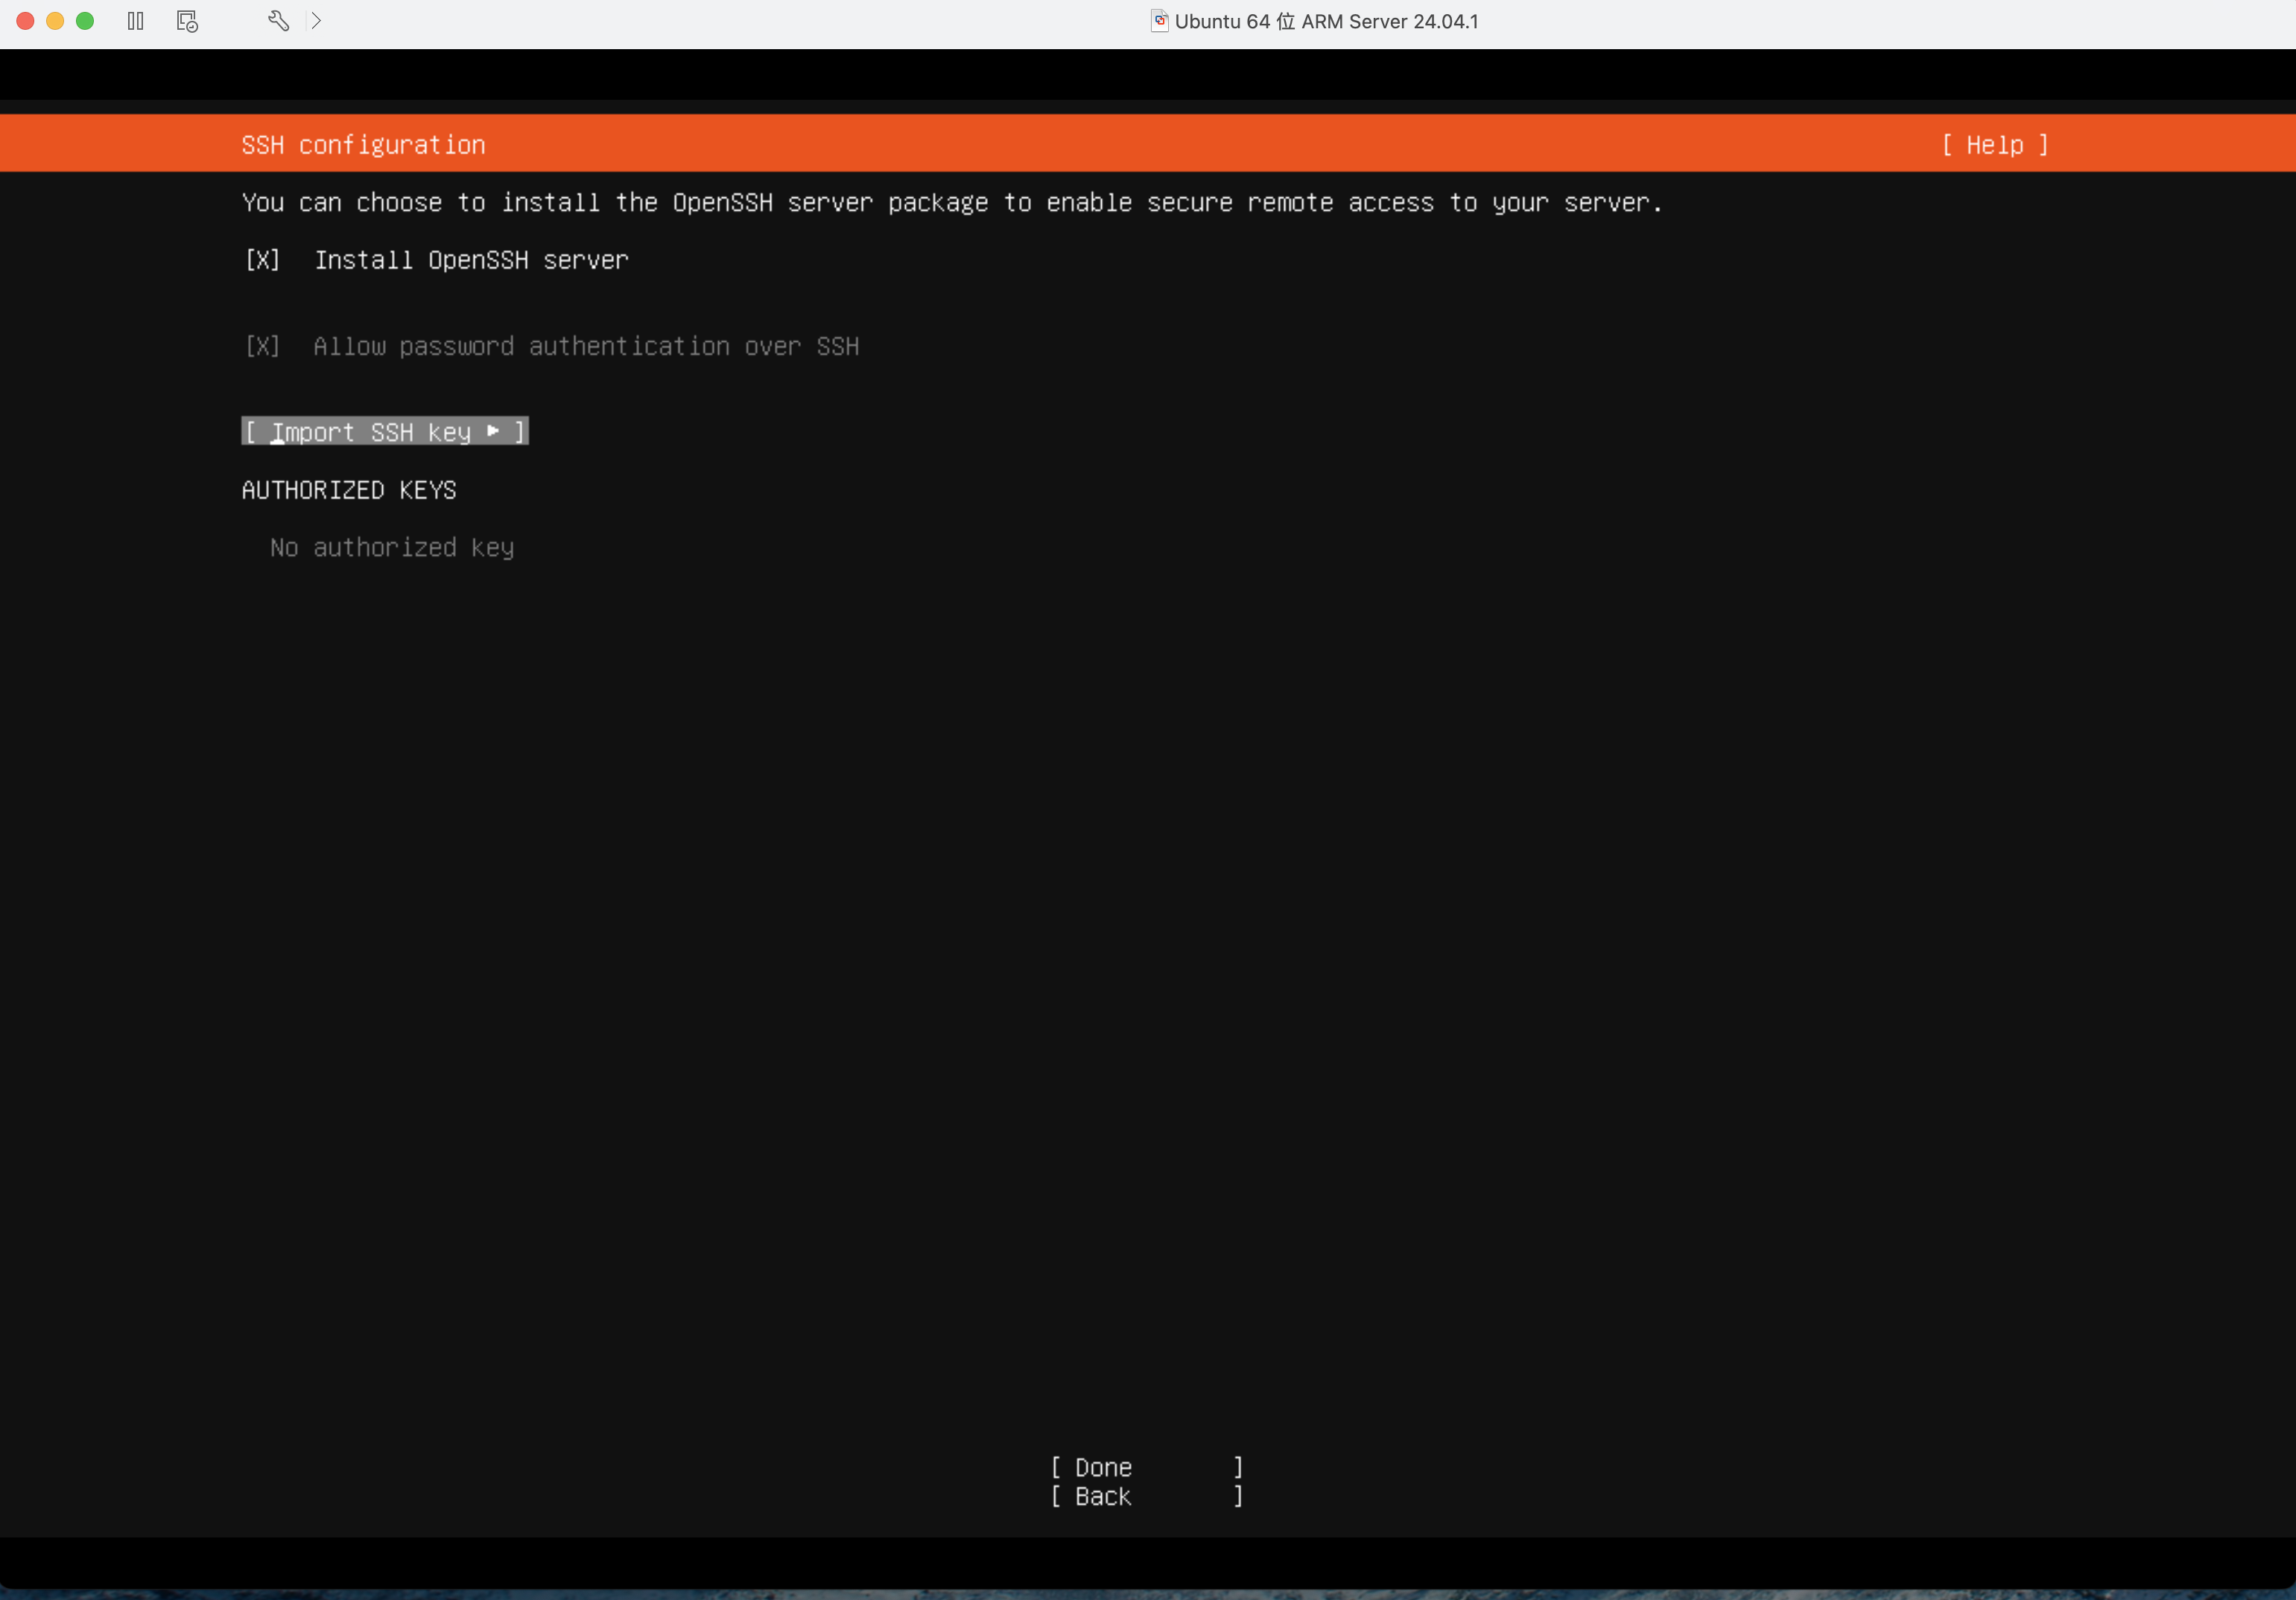 Ubuntu 64 位 ARM Server 24.04.1
SSH configuration [ Help ]
You can choose to install the OpenSSH server package to enable secure remote access to your server.
[X] Install OpenSSH server
[X] Allow password authentication over SSH
[ Import SSH key ► ]
AUTHORIZED KEYS
No authorized key
[ Done ]
[ Back ]